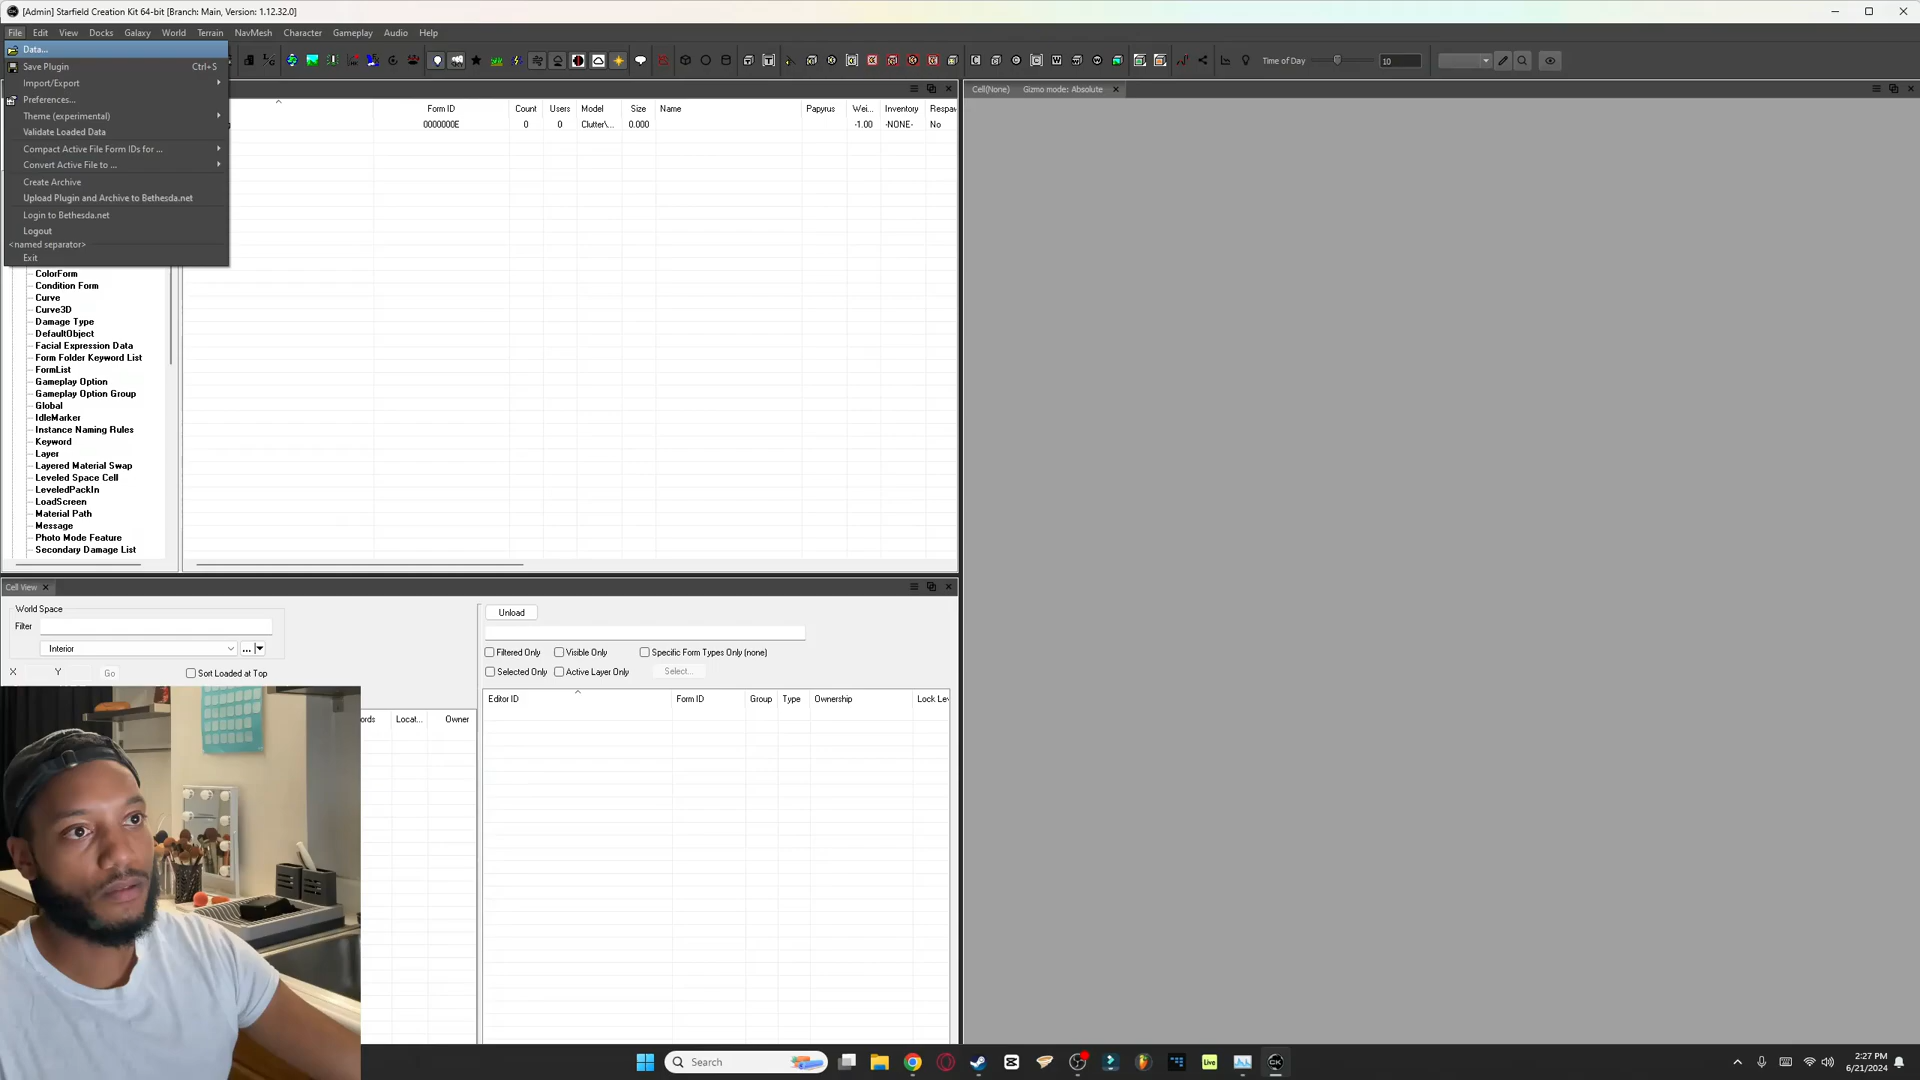 [Admin] Starfield Creation Kit 64-bit [Branch: Main, Version: 1.12.32.0]
File Edit View Docks Galaxy World Terrain NavMesh Character Gameplay Audio Help
Data...
Save Plugin Ctrl+S
Import/Export
Preferences...
Theme (experimental)
Validate Loaded Data
Compact Active File Form IDs for ...
Convert Active File to ...
Create Archive
Upload Plugin and Archive to Bethesda.net
Login to Bethesda.net
Logout
<named separator>
Exit
Time of Day 10
Form ID Count Users Model Size Name Papyrus Wei... Inventory Respa
0000000E 0 0 Clutter\... 0.000 -1.00 -NONE- No
Cell(None) Gizmo mode: Absolute
ColorForm
Condition Form
Curve
Curve3D
Damage Type
DefaultObject
Facial Expression Data
Form Folder Keyword List
FormList
Gameplay Option
Gameplay Option Group
Global
IdleMarker
Instance Naming Rules
Keyword
Layer
Layered Material Swap
Leveled Space Cell
LeveledPackIn
LoadScreen
Material Path
Message
Photo Mode Feature
Secondary Damage List
Cell View
World Space
Filter
Interior
...
X Y Go Sort Loaded at Top
ords Locat... Owner
Unload
Filtered Only Visible Only Specific Form Types Only (none)
Selected Only Active Layer Only Select...
Editor ID Form ID Group Type Ownership Lock Lev
Search
Live
CK
2:27 PM
6/21/2024